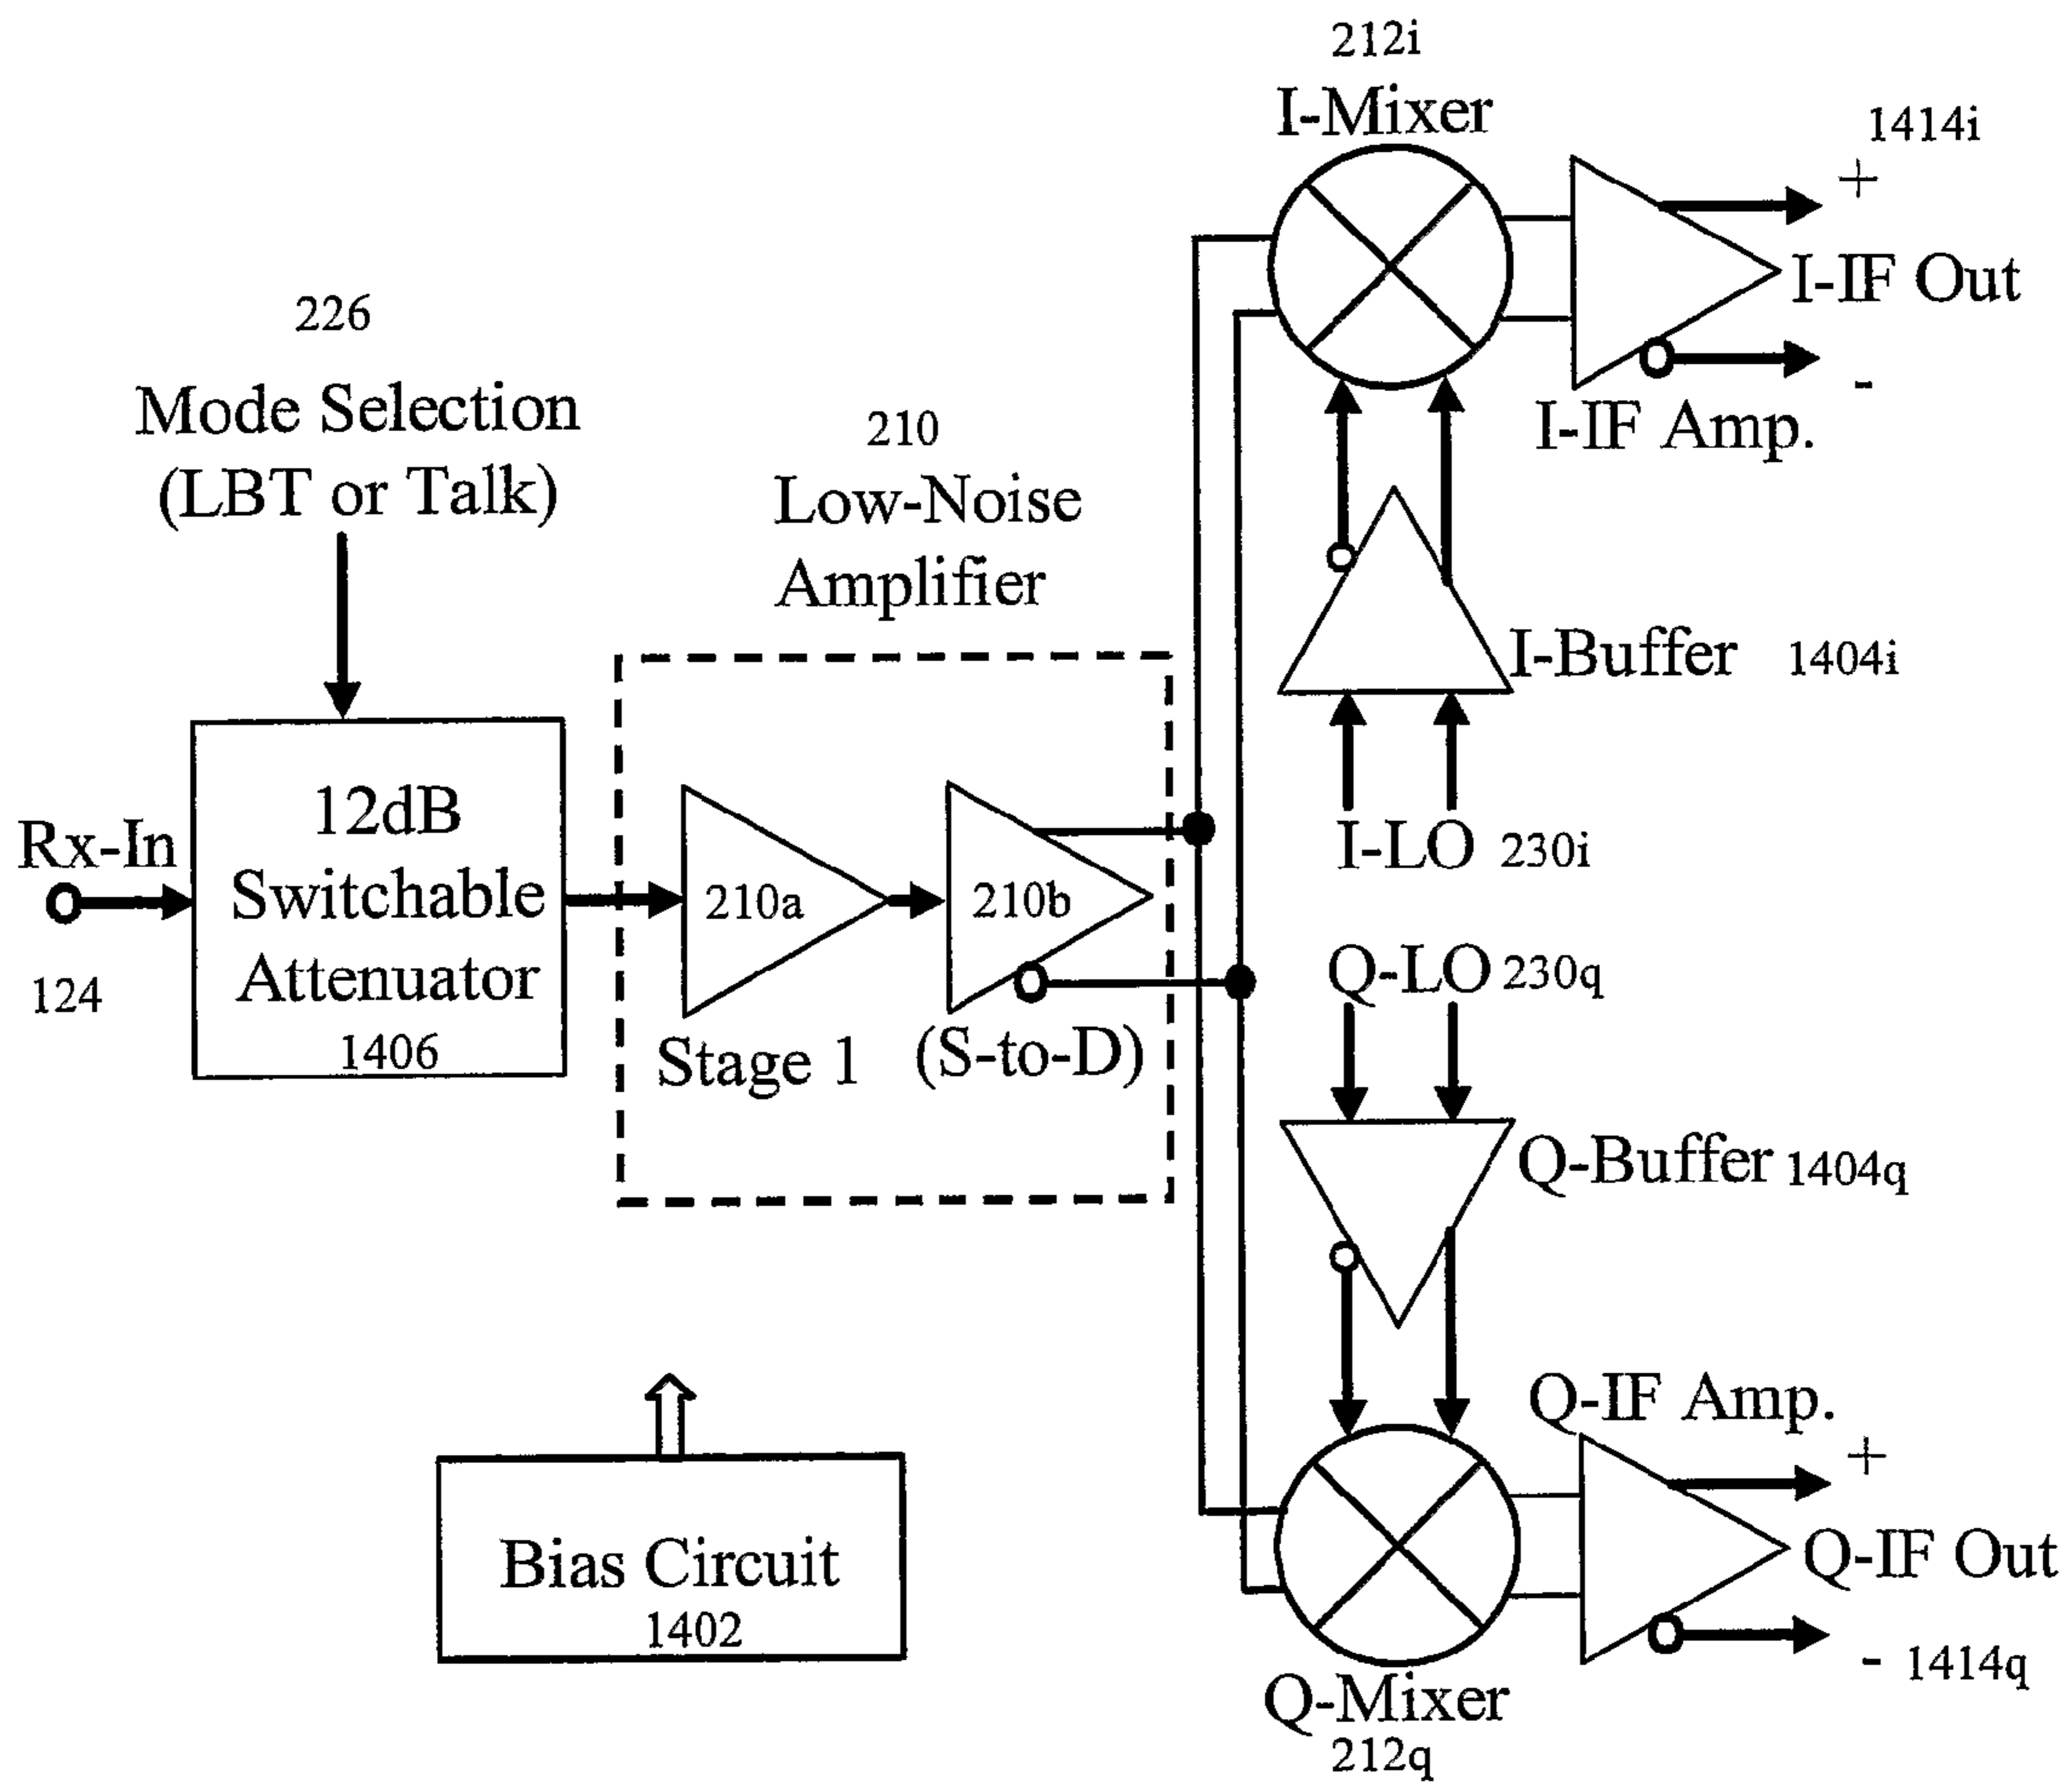 212i
I-Mixer
1414i
+
I-IF Out
-
I-IF Amp.
226
Mode Selection
(LBT or Talk)
210
Low-Noise
Amplifier
I-Buffer 1404i
I-LO 230i
Rx-In
124
12dB
Switchable
Attenuator
1406
210a
210b
Stage 1
(S-to-D)
Q-LO 230q
Q-Buffer 1404q
Q-IF Amp.
+
Q-IF Out
- 1414q
Bias Circuit
1402
Q-Mixer
212q